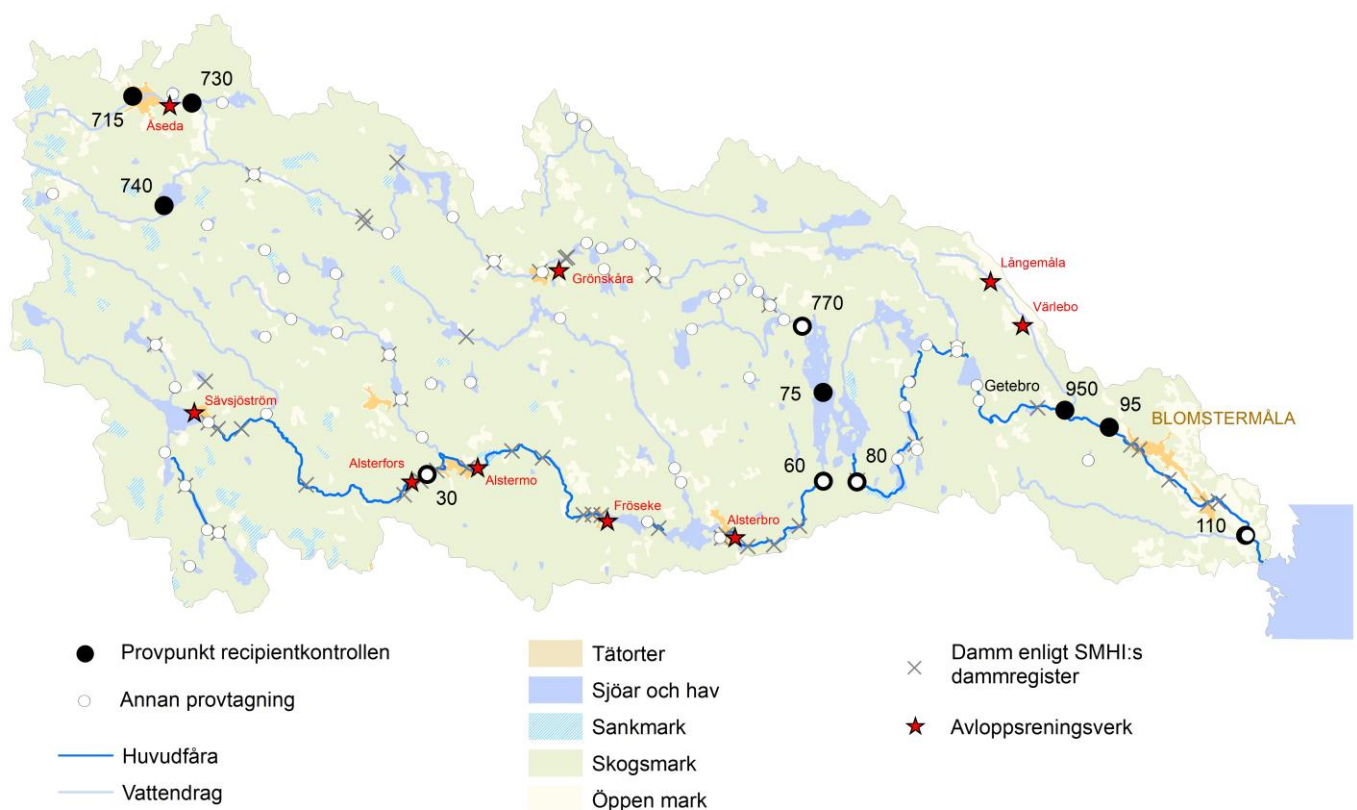 730
715
Åseda
740
Grönskåra
Långemåla
Värlebo
770
75
Getebro
950
95
BLOMSTERMÅLA
Sävsjöström
Alsterfors
30
Alstermo
60
80
Fröseke
Alsterbro
110
Provpunkt recipientkontrollen
Annan provtagning
Huvudfåra
Vattendrag
Tätorter
Sjöar och hav
Sankmark
Skogsmark
Öppen mark
Damm enligt SMHI:s
dammregister
Avloppsreningsverk